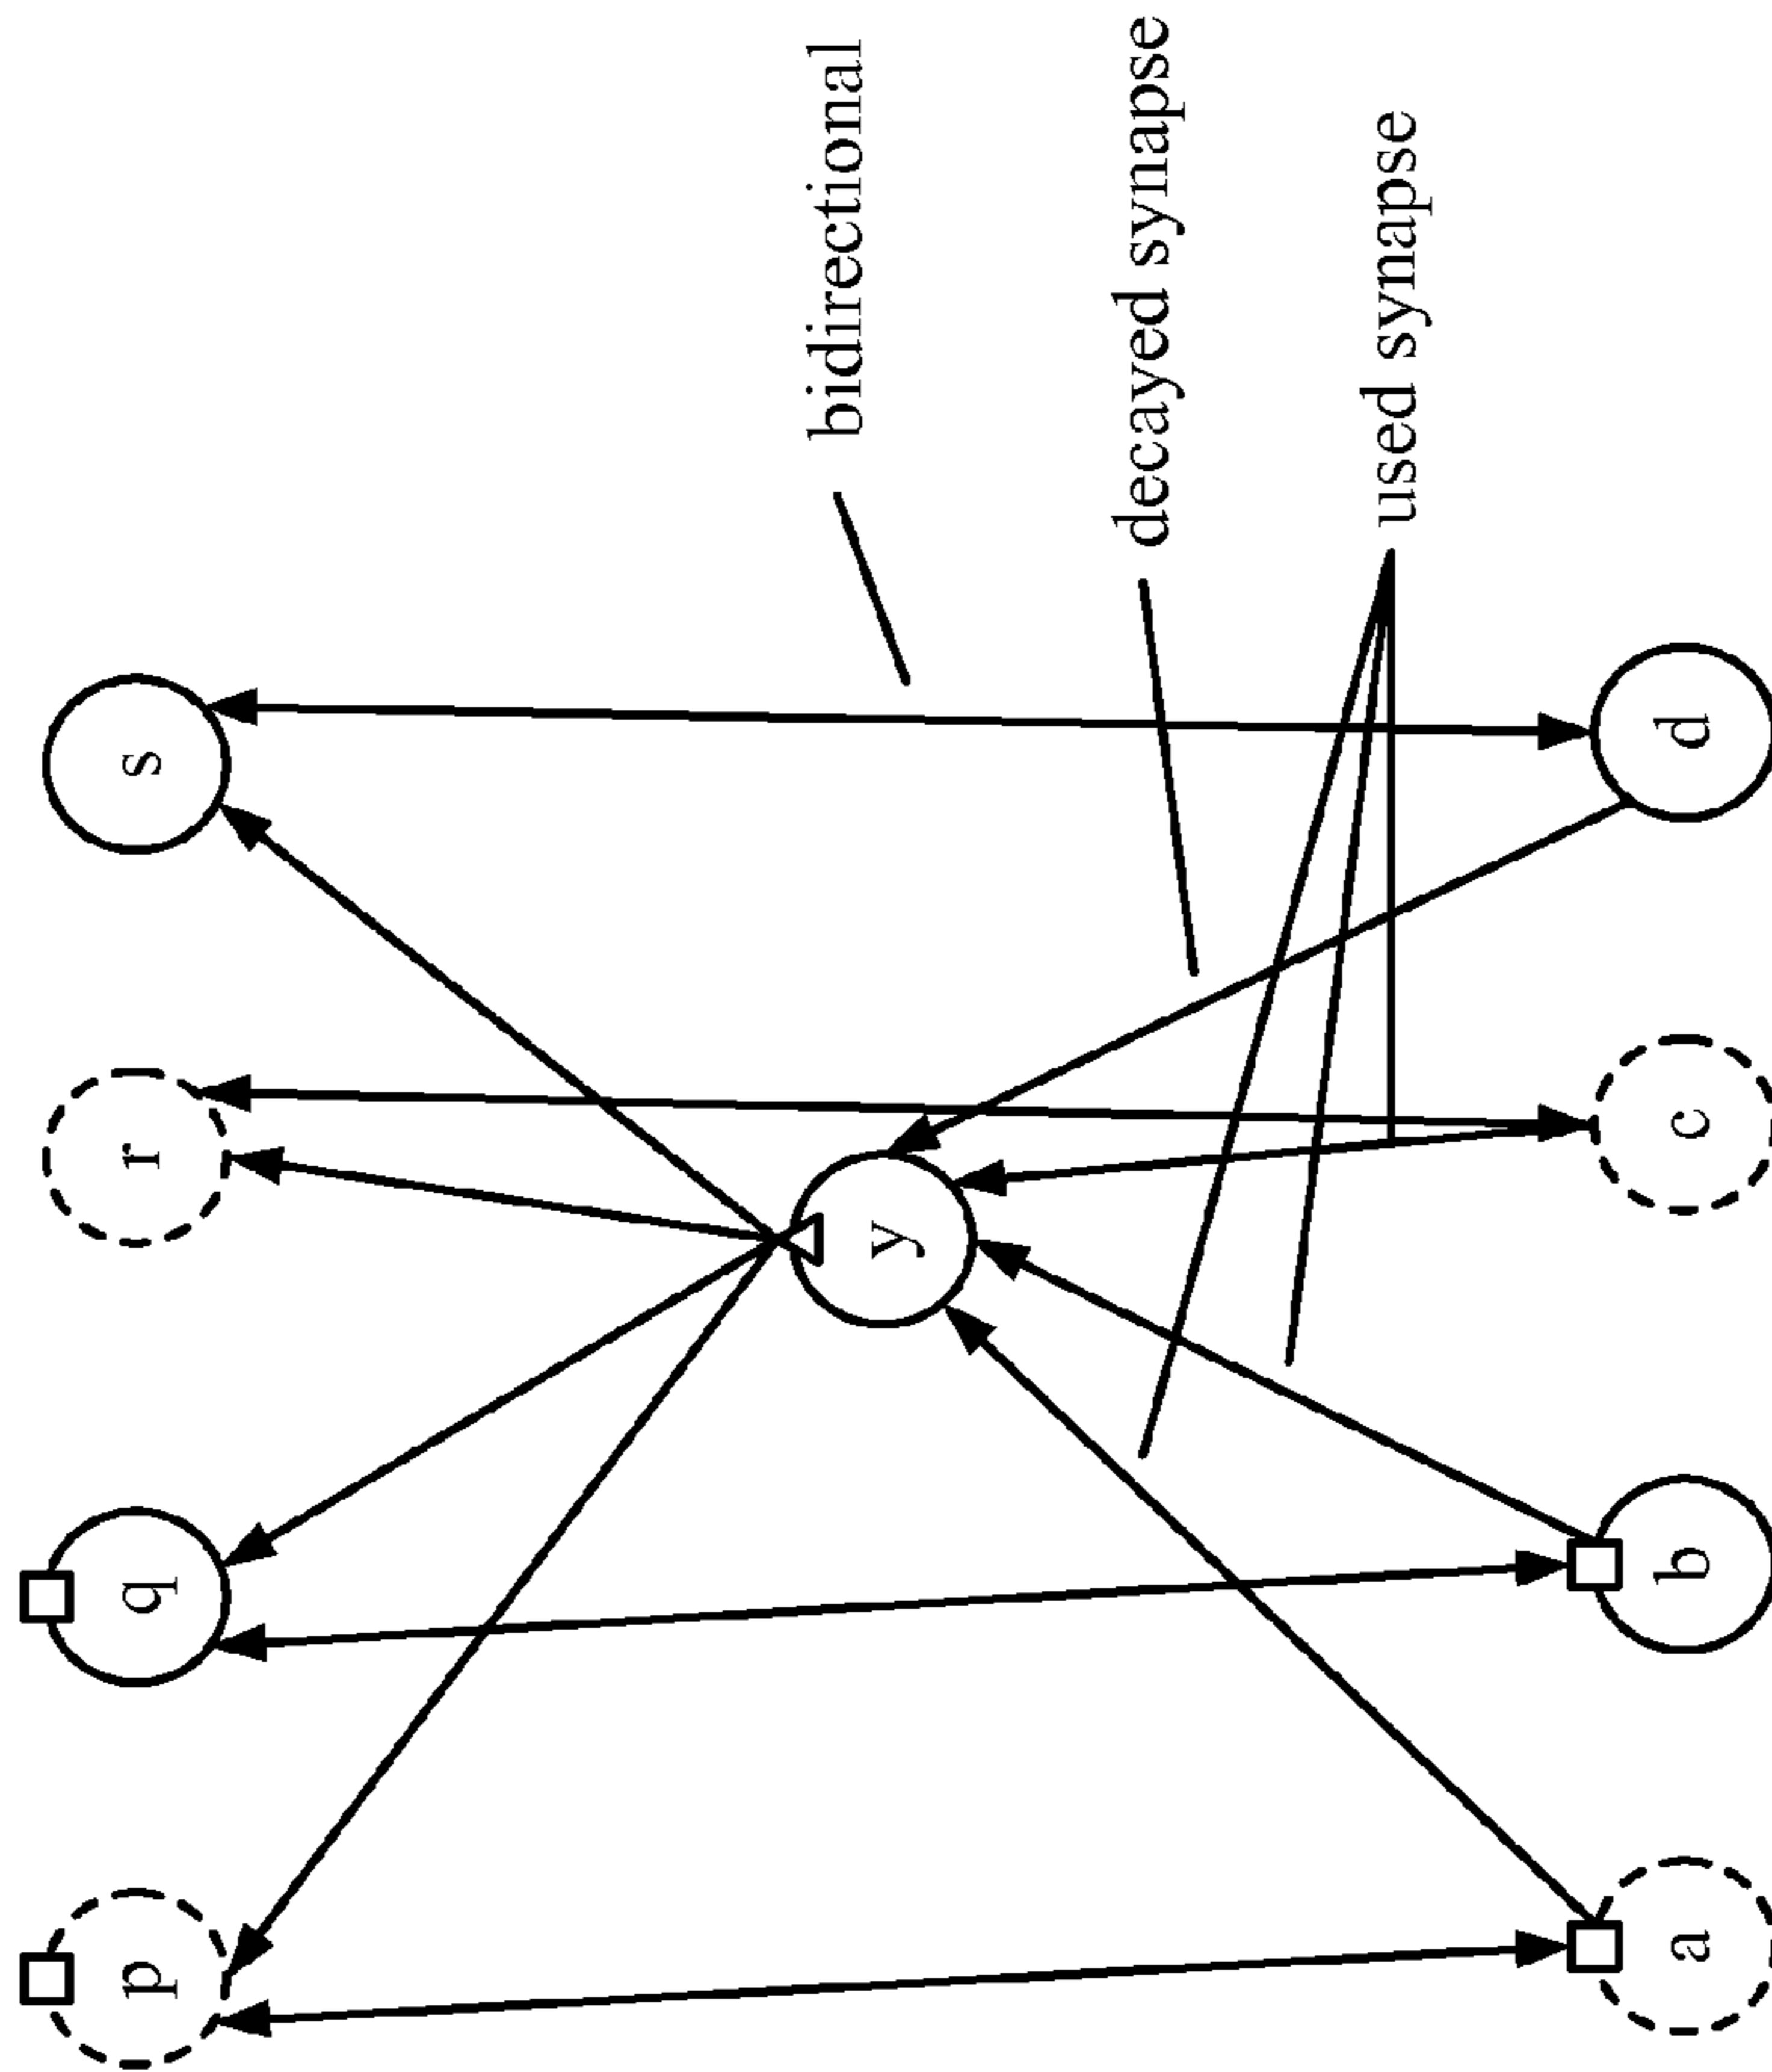 p
q
r
s
y
bidirectional
decayed synapse
used synapse
a
b
c
d